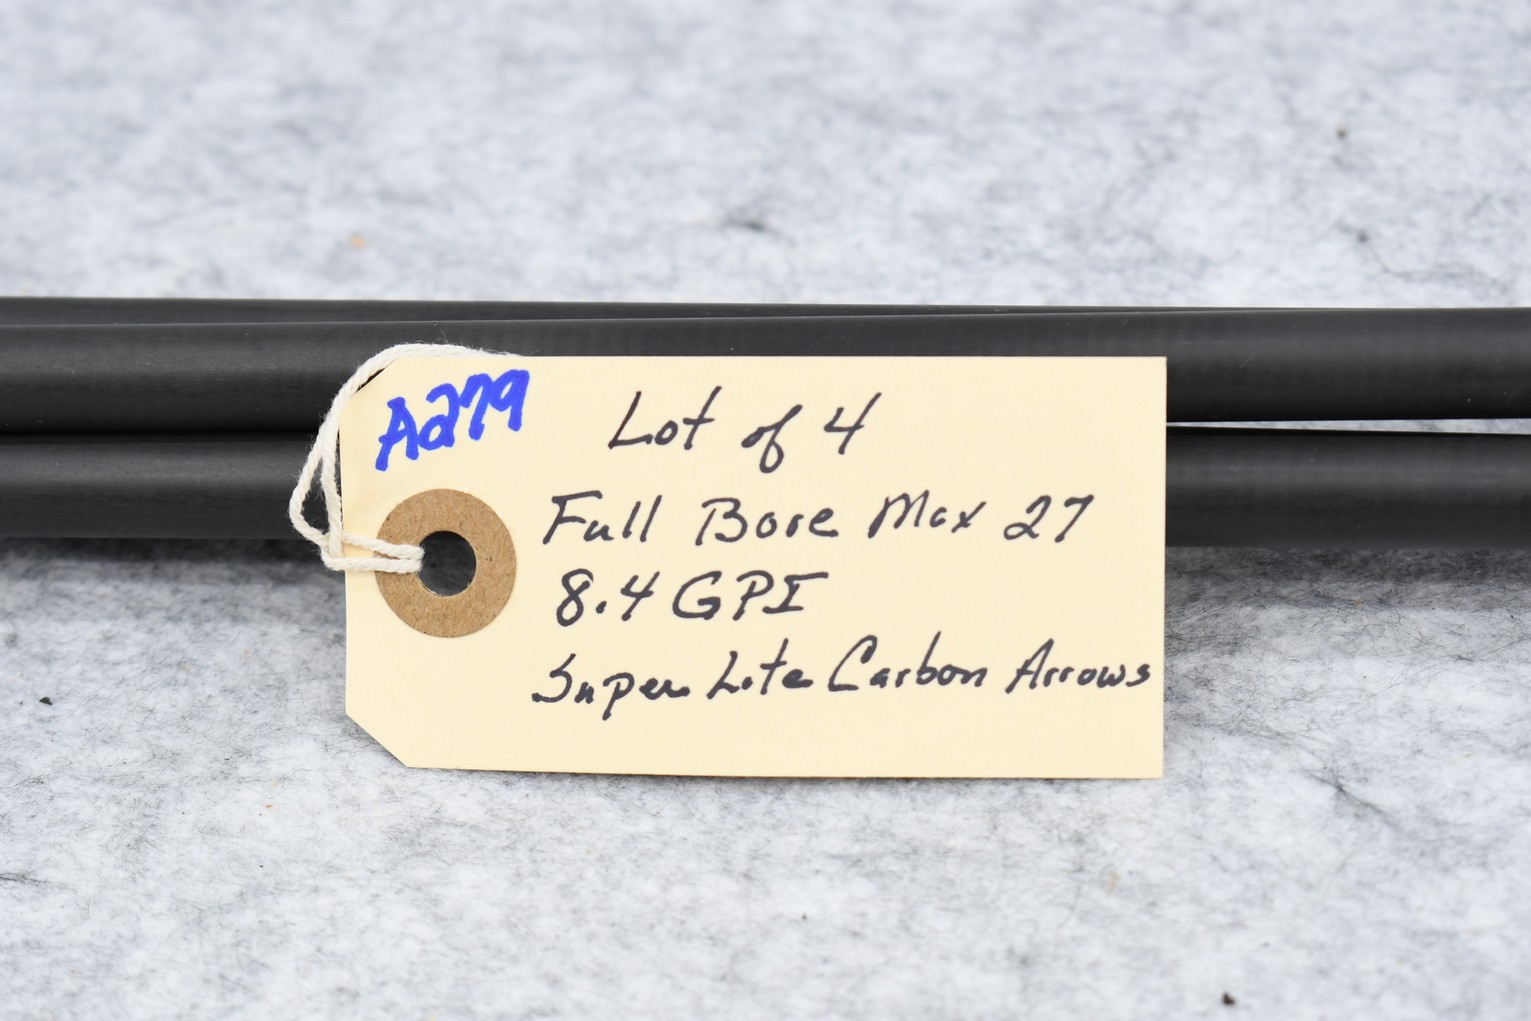 A279
Lot of 4
Full Bore Max 27
8.4 GPI
Super Lite Carbon Arrows